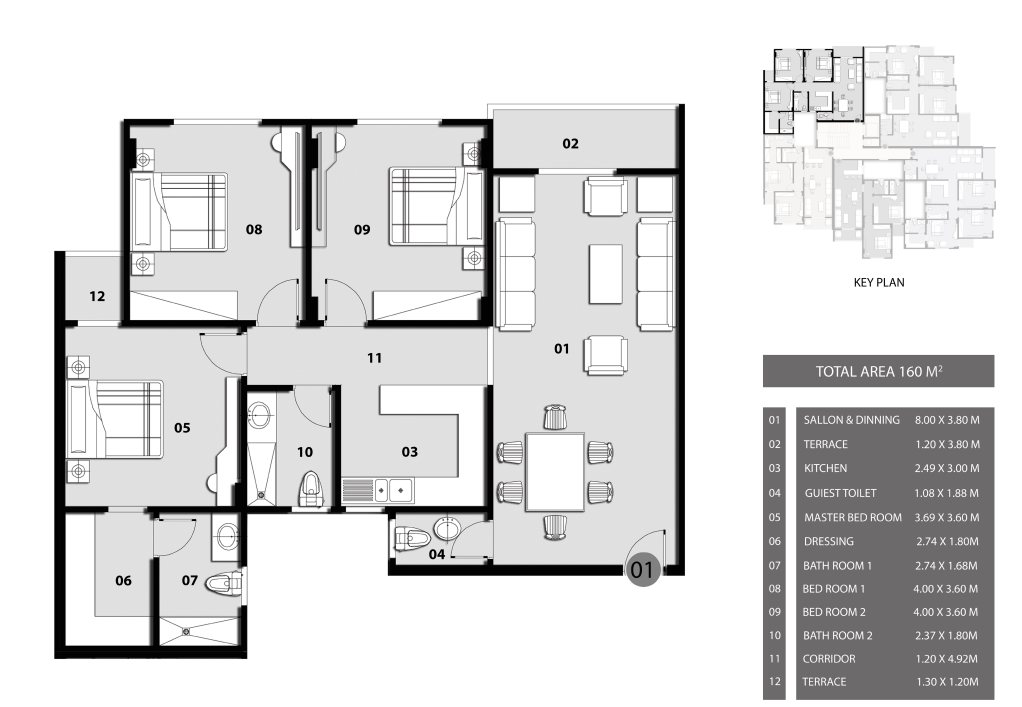 02
08
09
12
01
11
05
10
03
04
01
06
07
KEY PLAN
TOTAL AREA 160 M²
01 SALLON & DINNING 8.00 X 3.80 M
02 TERRACE 1.20 X 3.80 M
03 KITCHEN 2.49 X 3.00 M
04 GUIEST TOILET 1.08 X 1.88 M
05 MASTER BED ROOM 3.69 X 3.60 M
06 DRESSING 2.74 X 1.80M
07 BATH ROOM 1 2.74 X 1.68M
08 BED ROOM 1 4.00 X 3.60 M
09 BED ROOM 2 4.00 X 3.60 M
10 BATH ROOM 2 2.37 X 1.80M
11 CORRIDOR 1.20 X 4.92M
12 TERRACE 1.30 X 1.20M